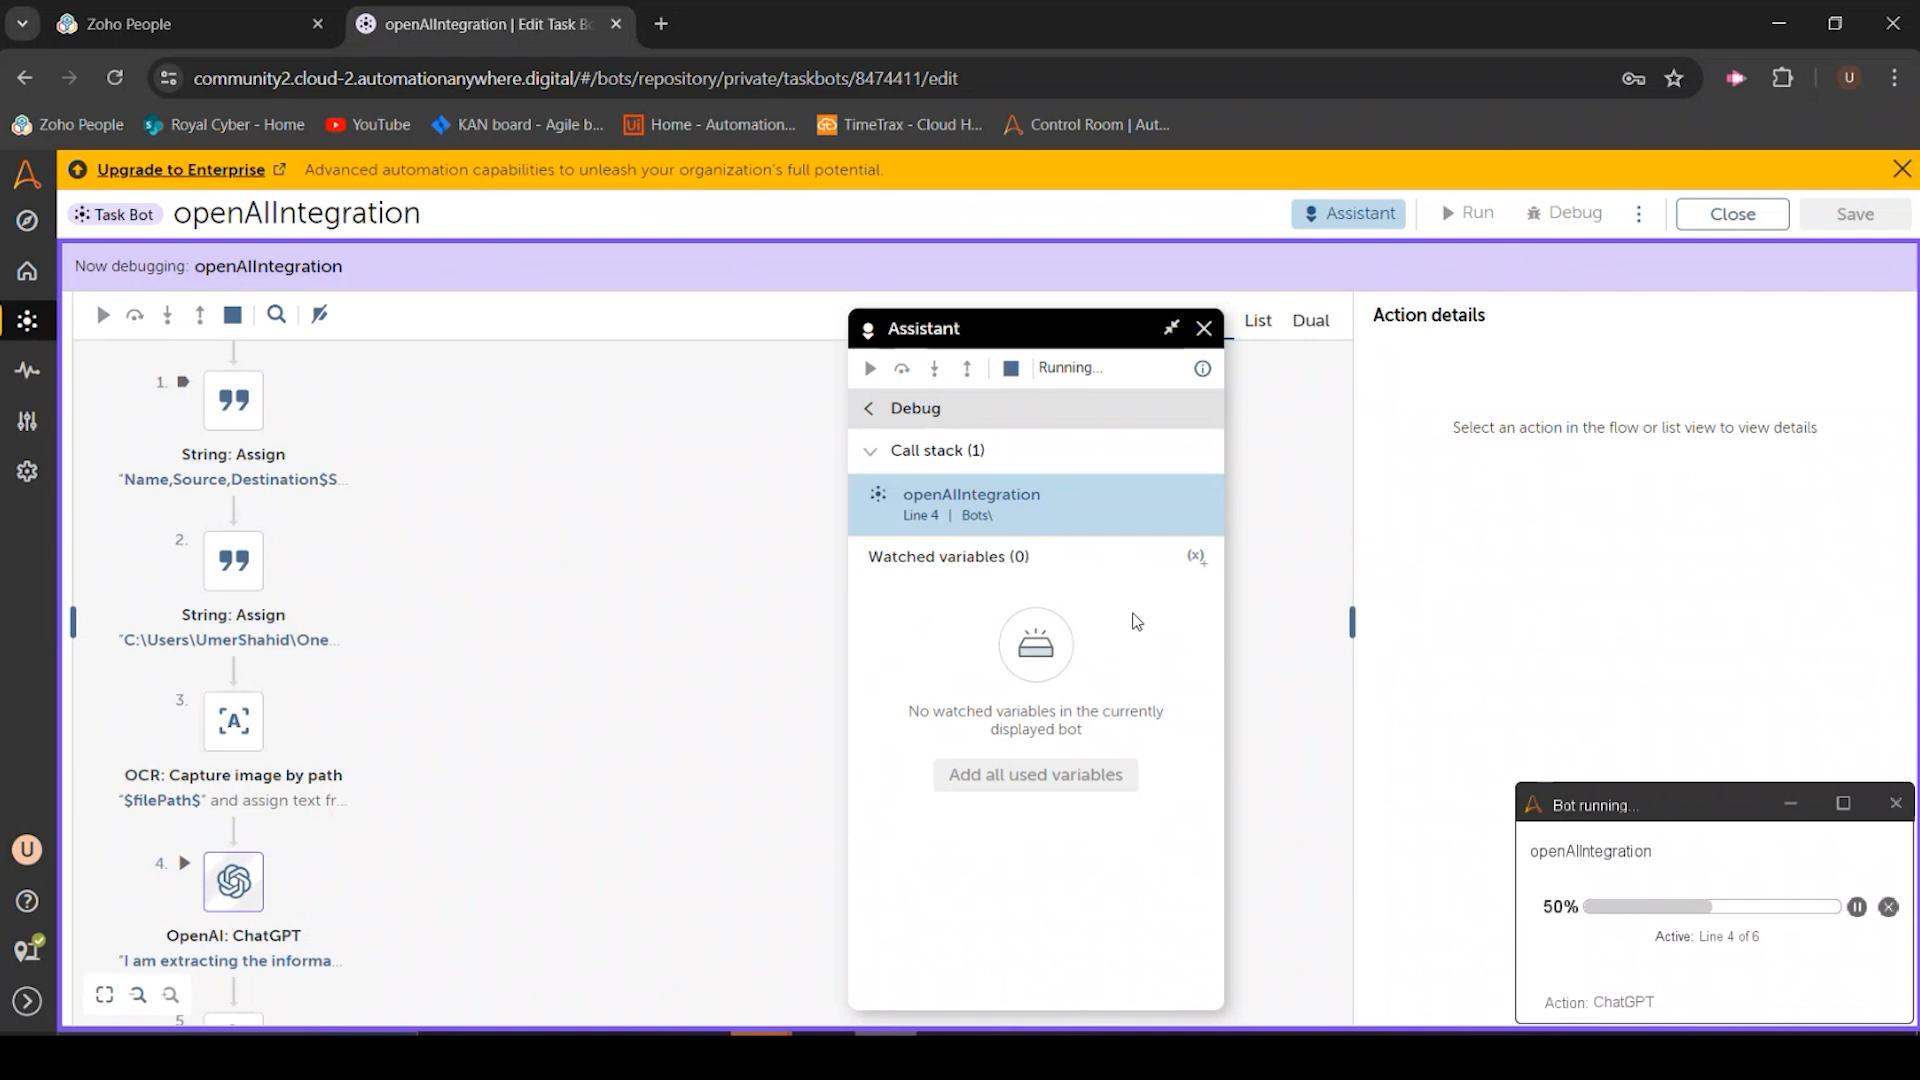 Zoho People
openAIIntegration | Edit Task Bo
community2.cloud-2.automationanywhere.digital/#/bots/repository/private/taskbots/8474411/edit
U
Zoho People
Royal Cyber - Home
YouTube
KAN board - Agile b...
Home - Automation...
TimeTrax - Cloud H...
Control Room | Aut...
Upgrade to Enterprise
Advanced automation capabilities to unleash your organization's full potential.
Task Bot
openAIIntegration
Assistant
Run
Debug
Close
Save
Now debugging: openAIIntegration
List
Dual
Action details
Select an action in the flow or list view to view details
1.
String: Assign
"Name,Source,Destination$S...
2.
String: Assign
"C:\Users\UmerShahid\One...
3.
OCR: Capture image by path
"$filePath$" and assign text fr...
4.
OpenAI: ChatGPT
"I am extracting the informa...
5.
Assistant
Running...
Debug
Call stack (1)
openAIIntegration
Line 4 | Bots\
Watched variables (0)
No watched variables in the currently
displayed bot
Add all used variables
Bot running...
openAIIntegration
50%
Active: Line 4 of 6
Action: ChatGPT
U